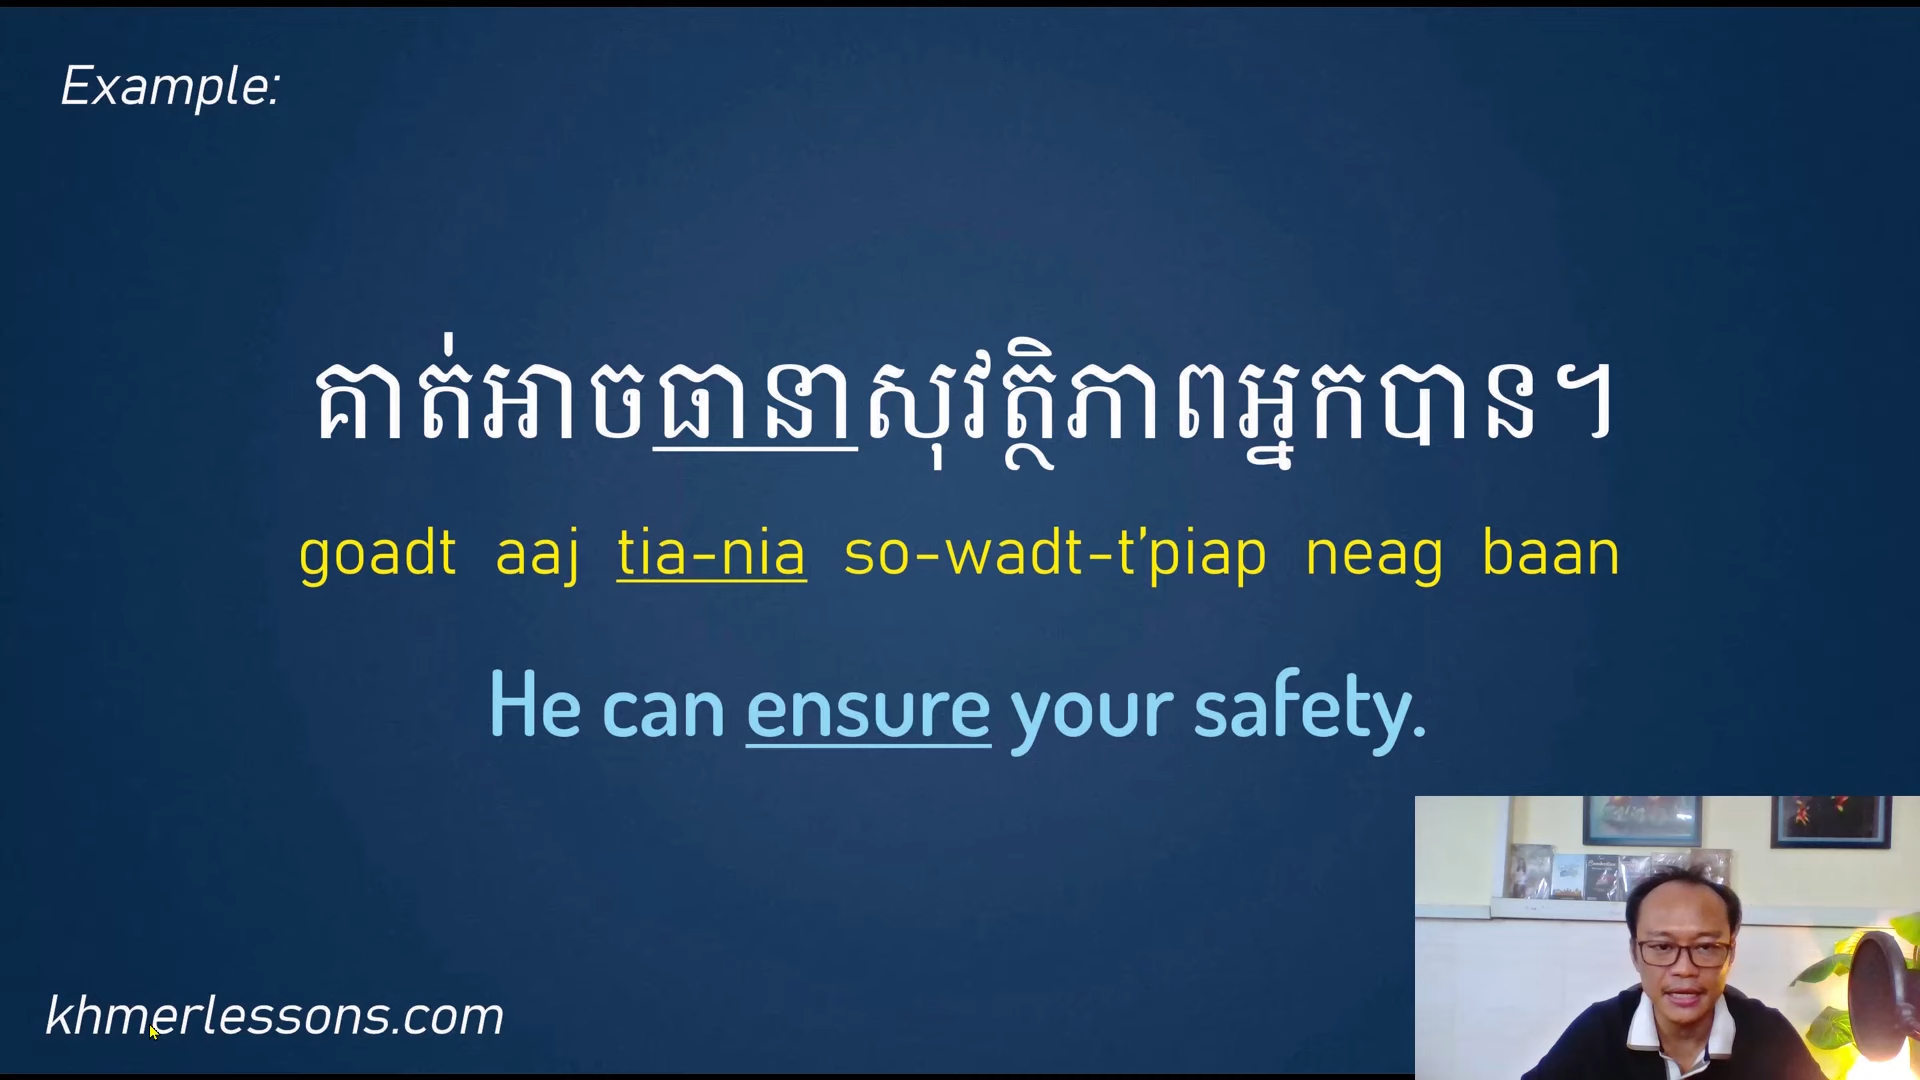 Example:
គាត់អាចធានាសុវត្ថិភាពអ្នកបាន។
goadt aaj tia-nia so-wadt-t’piap neag baan
He can ensure your safety.
khmerlessons.com